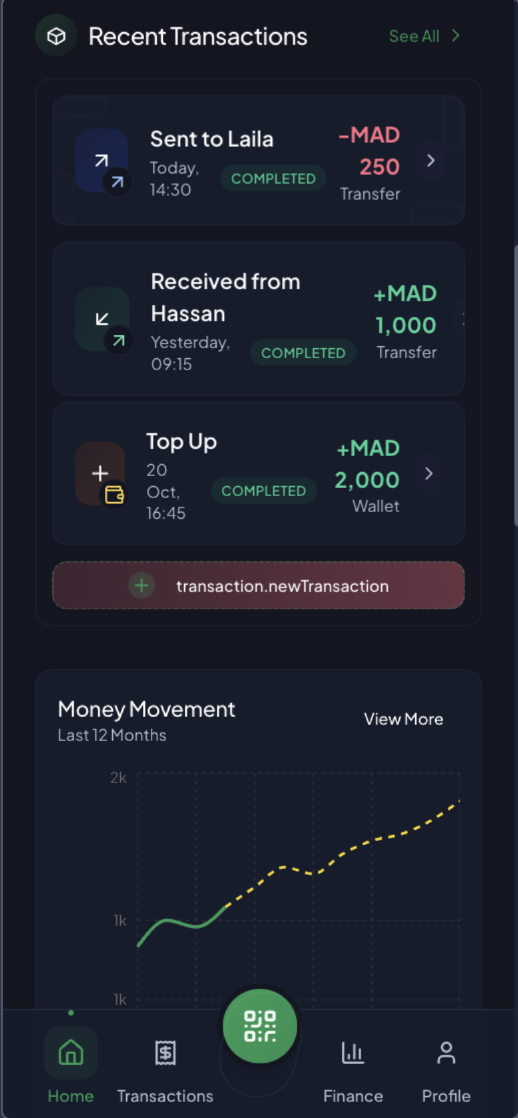 Recent Transactions
See All
Sent to Laila
Today,
14:30
COMPLETED
−MAD
250
Transfer
Received from
Hassan
Yesterday,
09:15
COMPLETED
+MAD
1,000
Transfer
Top Up
20
Oct,
16:45
COMPLETED
+MAD
2,000
Wallet
transaction.newTransaction
Money Movement
Last 12 Months
View More
2k
1k
1k
Home
Transactions
Finance
Profile